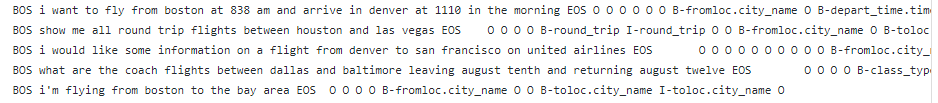 BOS i want to fly from boston at 838 am and arrive in denver at 1110 in the morning EOS O O O O O O B-fromloc.city_name O B-depart_time.tim
BOS show me all round trip flights between houston and las vegas EOS O O O O B-round_trip I-round_trip O O B-fromloc.city_name O B-toloc
BOS i would like some information on a flight from denver to san francisco on united airlines EOS O O O O O O O O O O B-fromloc.city_
BOS what are the coach flights between dallas and baltimore leaving august tenth and returning august twelve EOS O O O O B-class_typ
BOS i'm flying from boston to the bay area EOS O O O O B-fromloc.city_name O O B-toloc.city_name I-toloc.city_name O